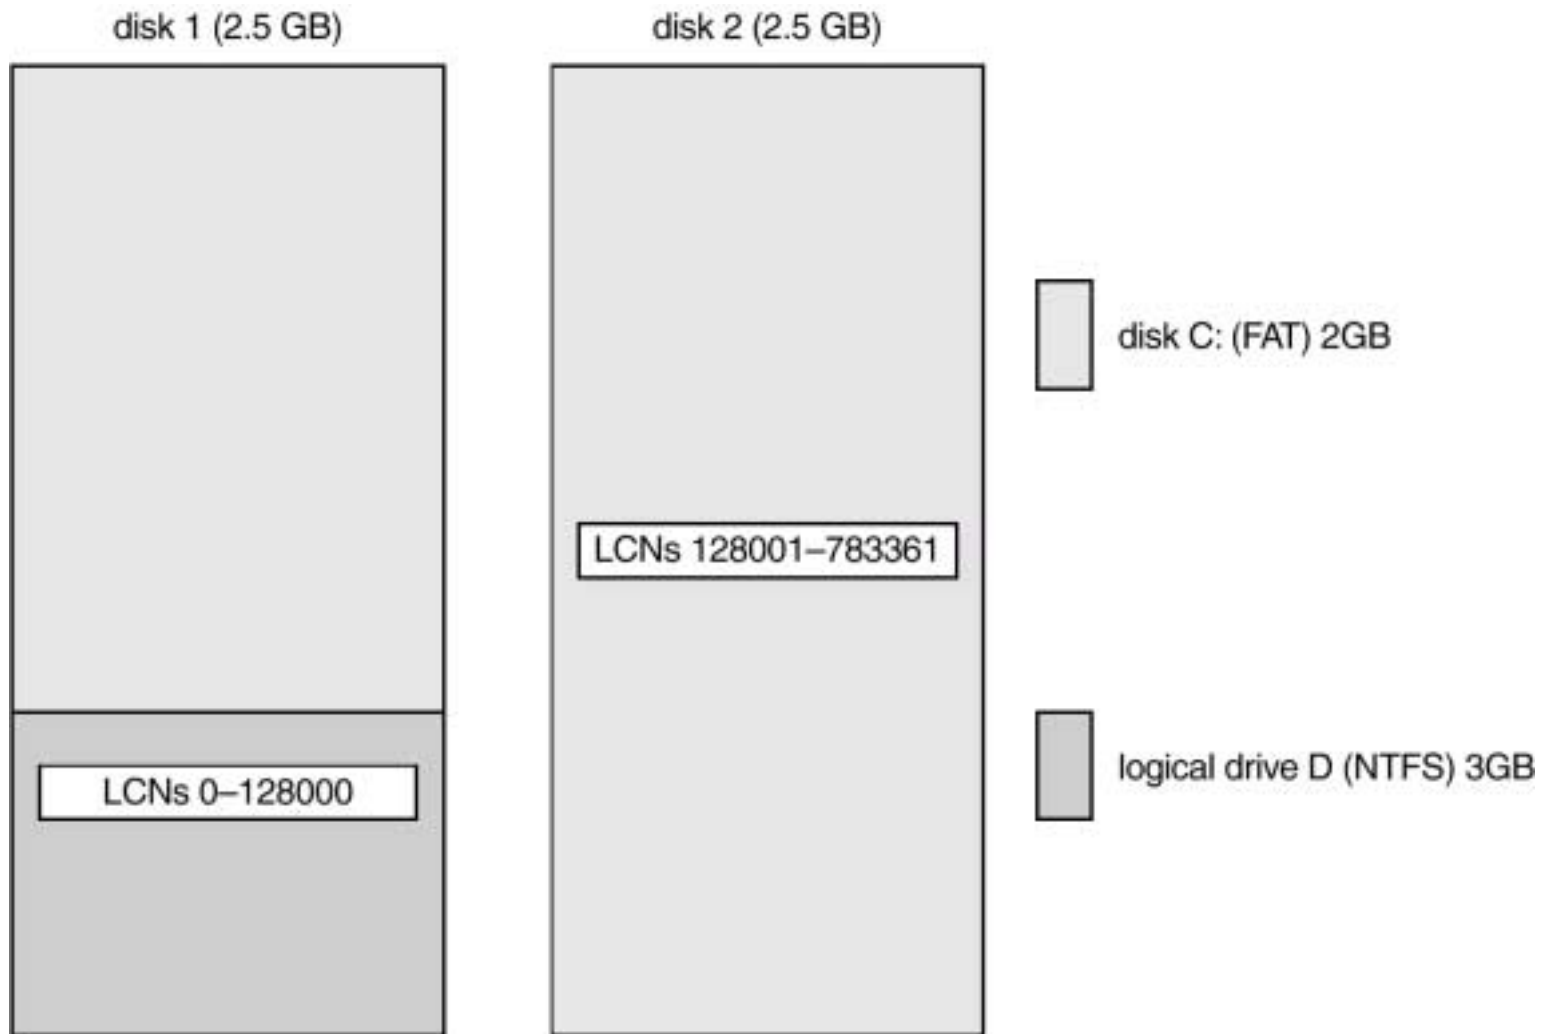 disk 1 (2.5 GB)
disk 2 (2.5 GB)
disk C: (FAT) 2GB
LCNs 128001–783361
logical drive D (NTFS) 3GB
LCNs 0–128000